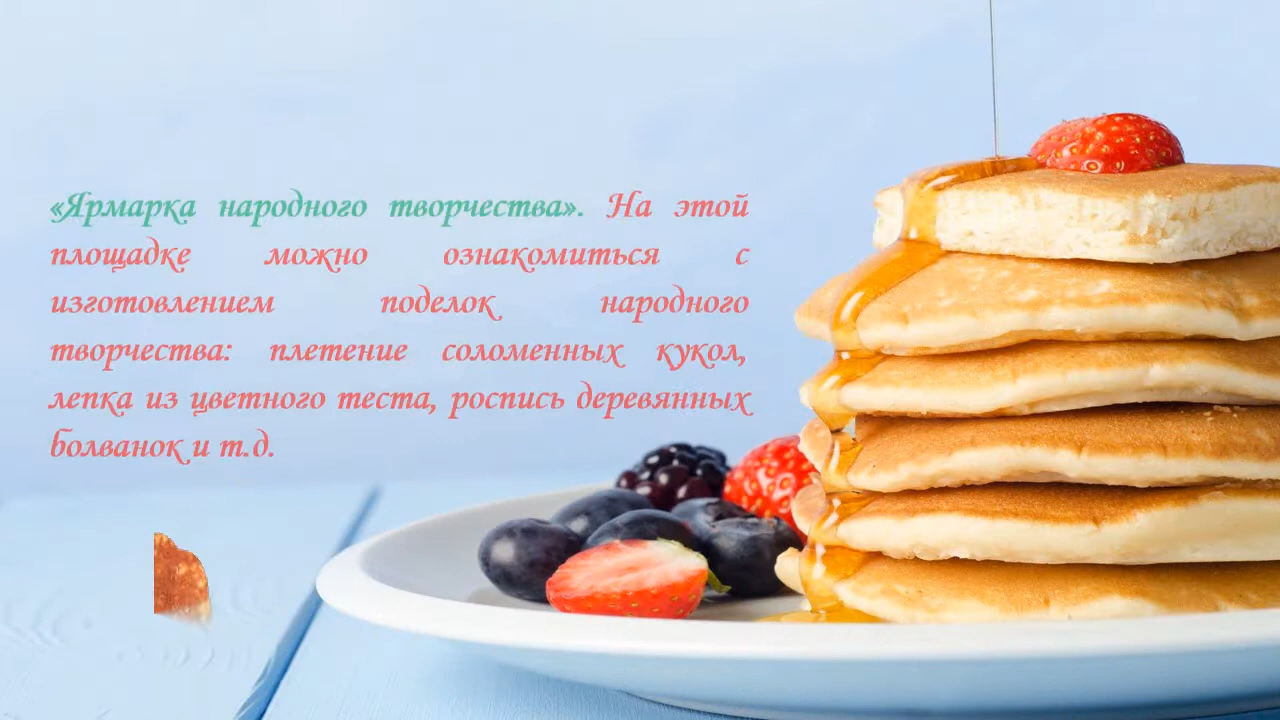 «Ярмарка народного творчества». На этой
площадке можно ознакомиться с
изготовлением поделок народного
творчества: плетение соломенных кукол,
лепка из цветного теста, роспись деревянных
болванок и т.д.